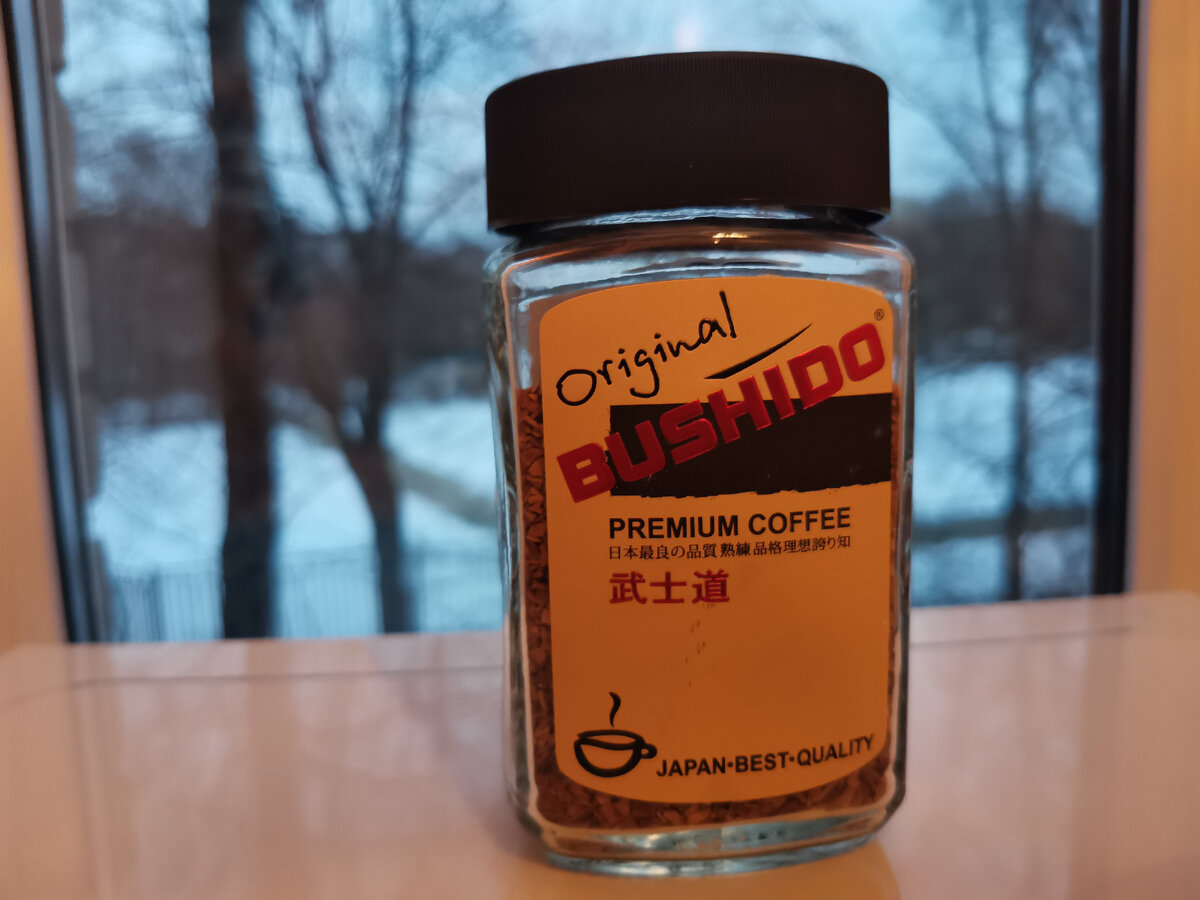 Original
BUSHIDO®
PREMIUM COFFEE
日本最良の品質 熟練 品格 理想 誇り 知
武士道
JAPAN•BEST•QUALITY